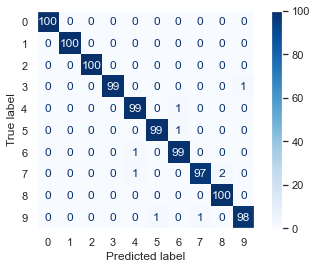 100
0 100 0 0 0 0 0 0 0 0 0
1 0 100 0 0 0 0 0 0 0 0
2 0 0 100 0 0 0 0 0 0 0
80
3 0 0 0 99 0 0 0 0 0 1
4 0 0 0 0 99 0 1 0 0 0
60
True label
5 0 0 0 0 0 99 1 0 0 0
40
6 0 0 0 0 1 0 99 0 0 0
7 0 0 0 0 1 0 0 97 2 0
20
8 0 0 0 0 0 0 0 0 100 0
9 0 0 0 0 0 1 0 1 0 98
0
0 1 2 3 4 5 6 7 8 9
Predicted label